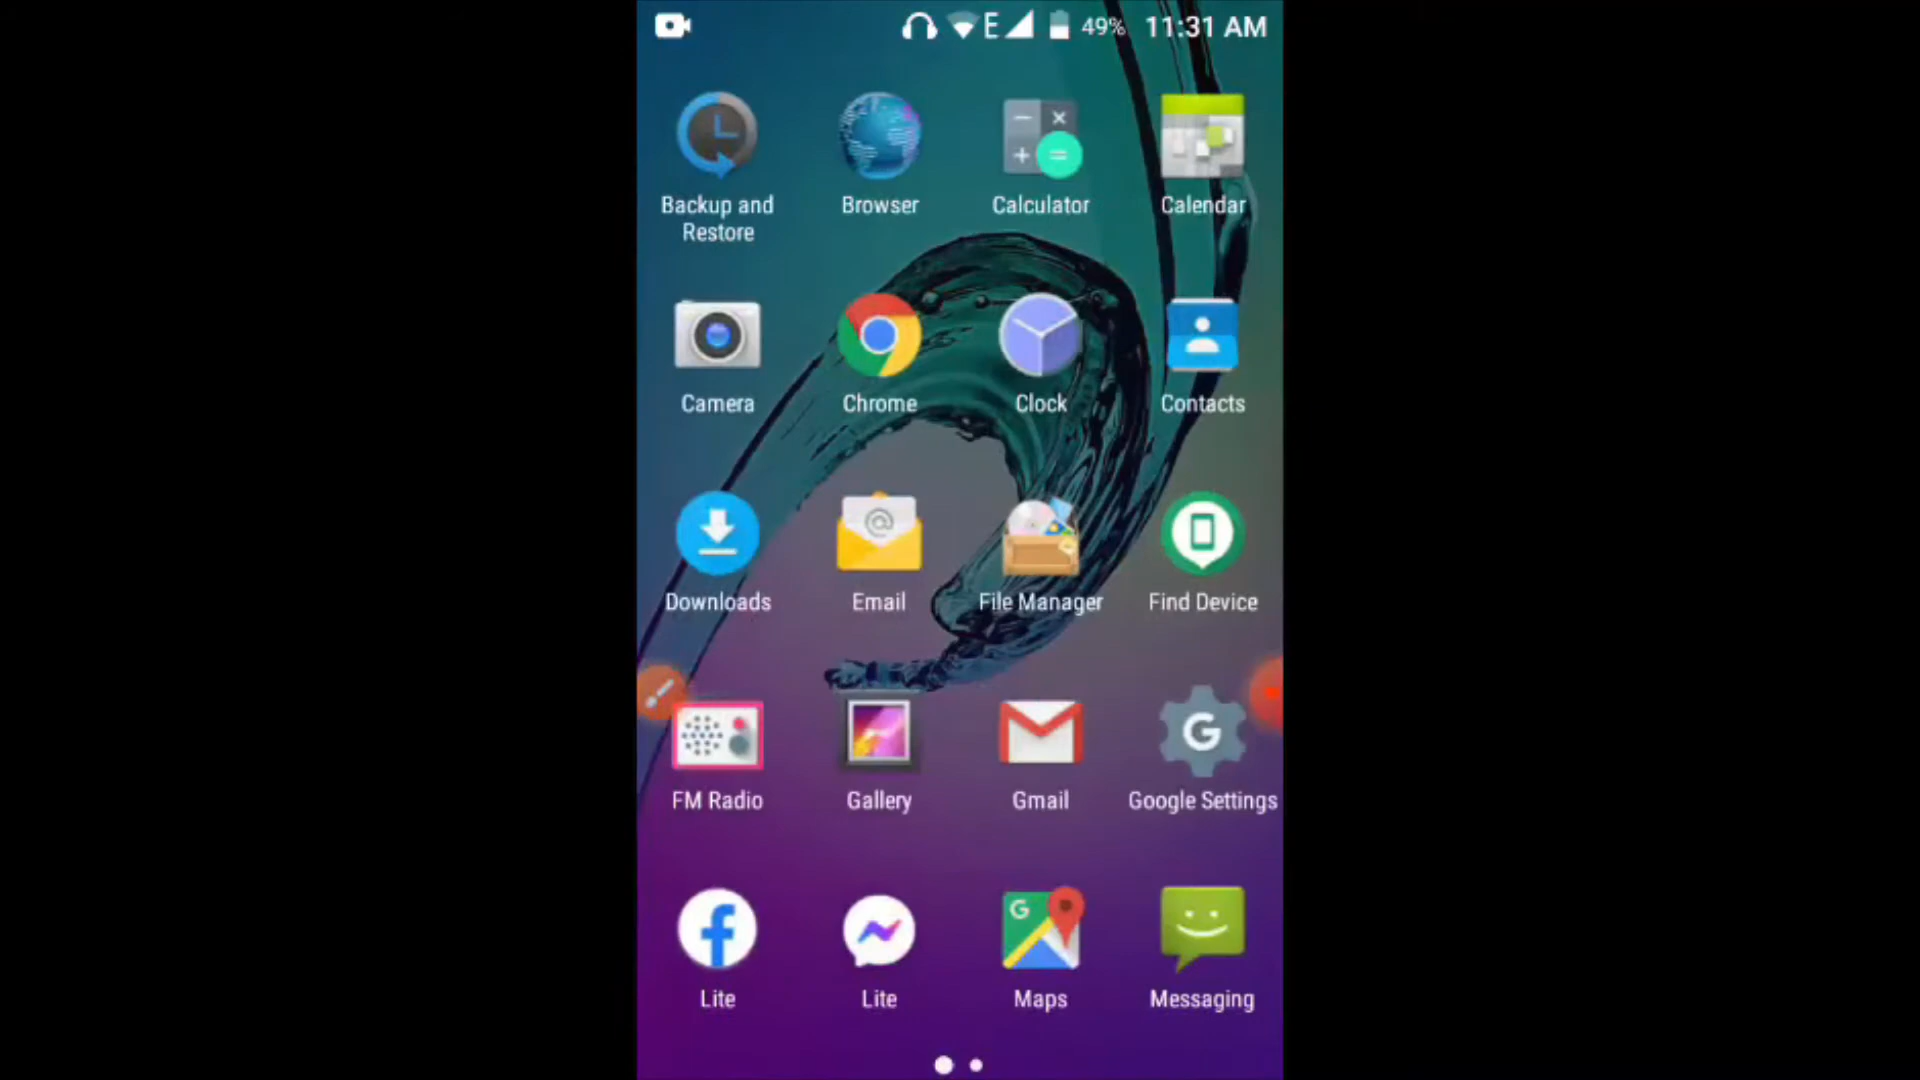 E 49% 11:31 AM
Backup and Restore Browser Calculator Calendar
Camera Chrome Clock Contacts
Downloads Email File Manager Find Device
FM Radio Gallery Gmail Google Settings
Lite Lite Maps Messaging